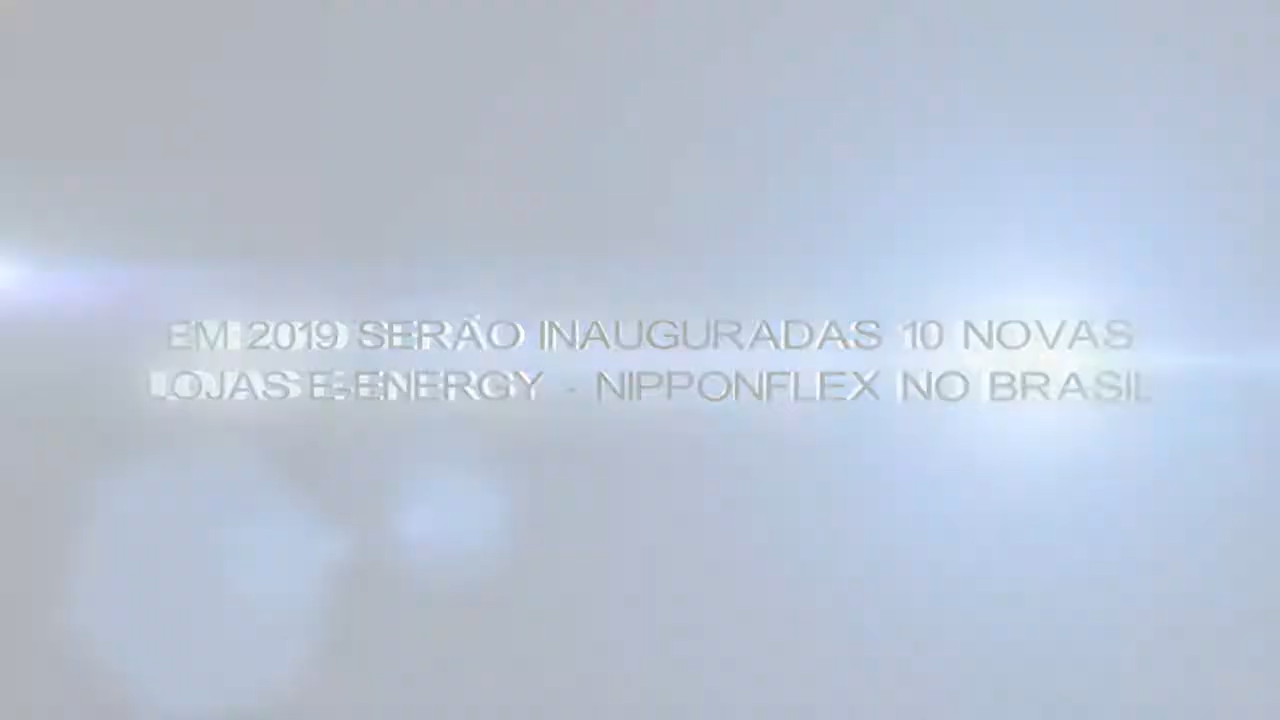 EM 2019 SERÃO INAUGURADAS 10 NOVAS
LOJAS E-ENERGY - NIPPONFLEX NO BRASIL